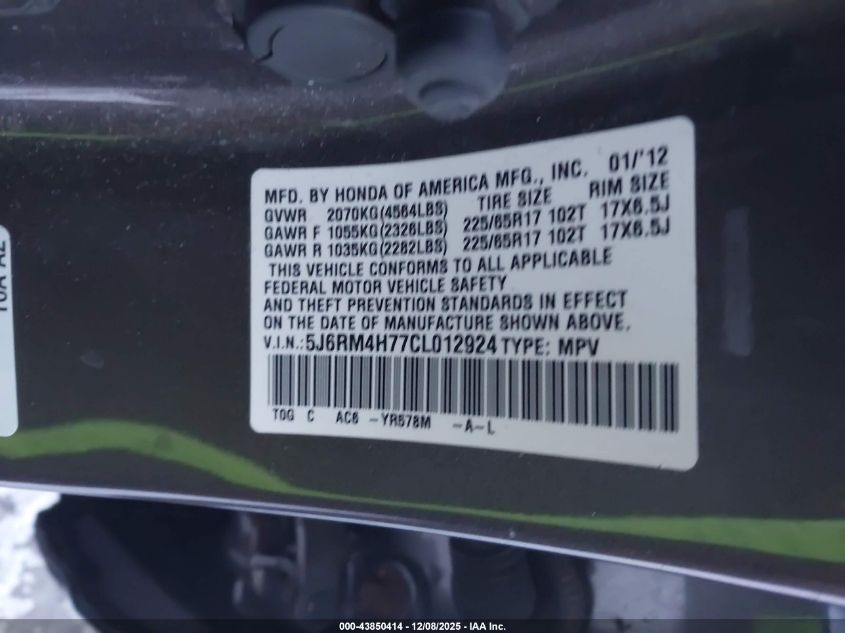 MFD. BY HONDA OF AMERICA MFG., INC. 01/'12
GVWR 2070KG(4564LBS) TIRE SIZE RIM SIZE
GAWR F 1055KG(2326LBS) 225/65R17 102T 17X6.5J
GAWR R 1035KG(2282LBS) 225/65R17 102T 17X6.5J
THIS VEHICLE CONFORMS TO ALL APPLICABLE
FEDERAL MOTOR VEHICLE SAFETY
AND THEFT PREVENTION STANDARDS IN EFFECT
ON THE DATE OF MANUFACTURE SHOWN ABOVE.
V.I.N.:5J6RM4H77CL012924 TYPE: MPV
T0G C AC6 -YR578M -A-L
000-43850414 - 12/08/2025 - IAA Inc.